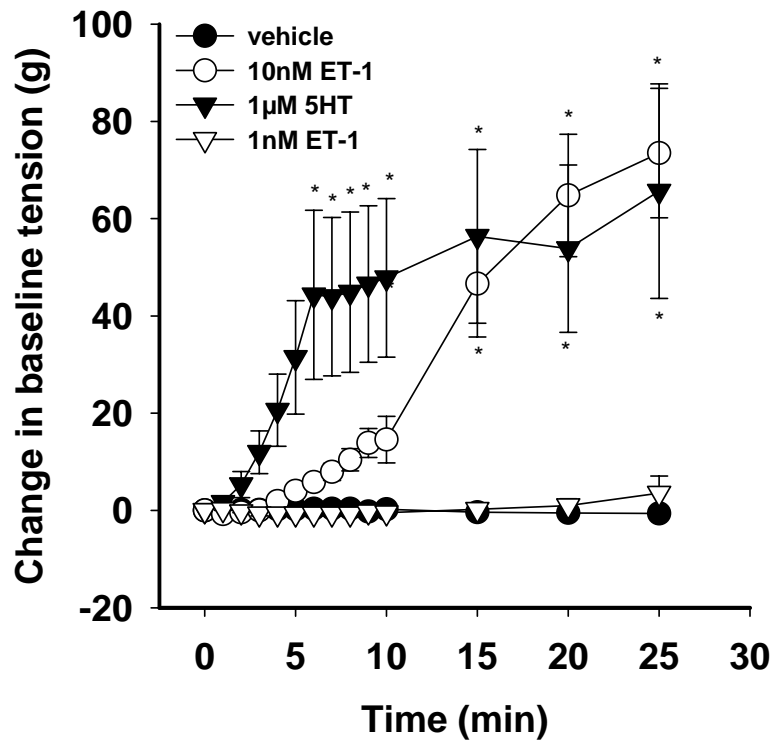 100
80
60
40
20
0
-20
Change in baseline tension (g)
vehicle
10nM ET-1
1µM 5HT
1nM ET-1
* * * * * * * *
* * *
0 5 10 15 20 25 30
Time (min)